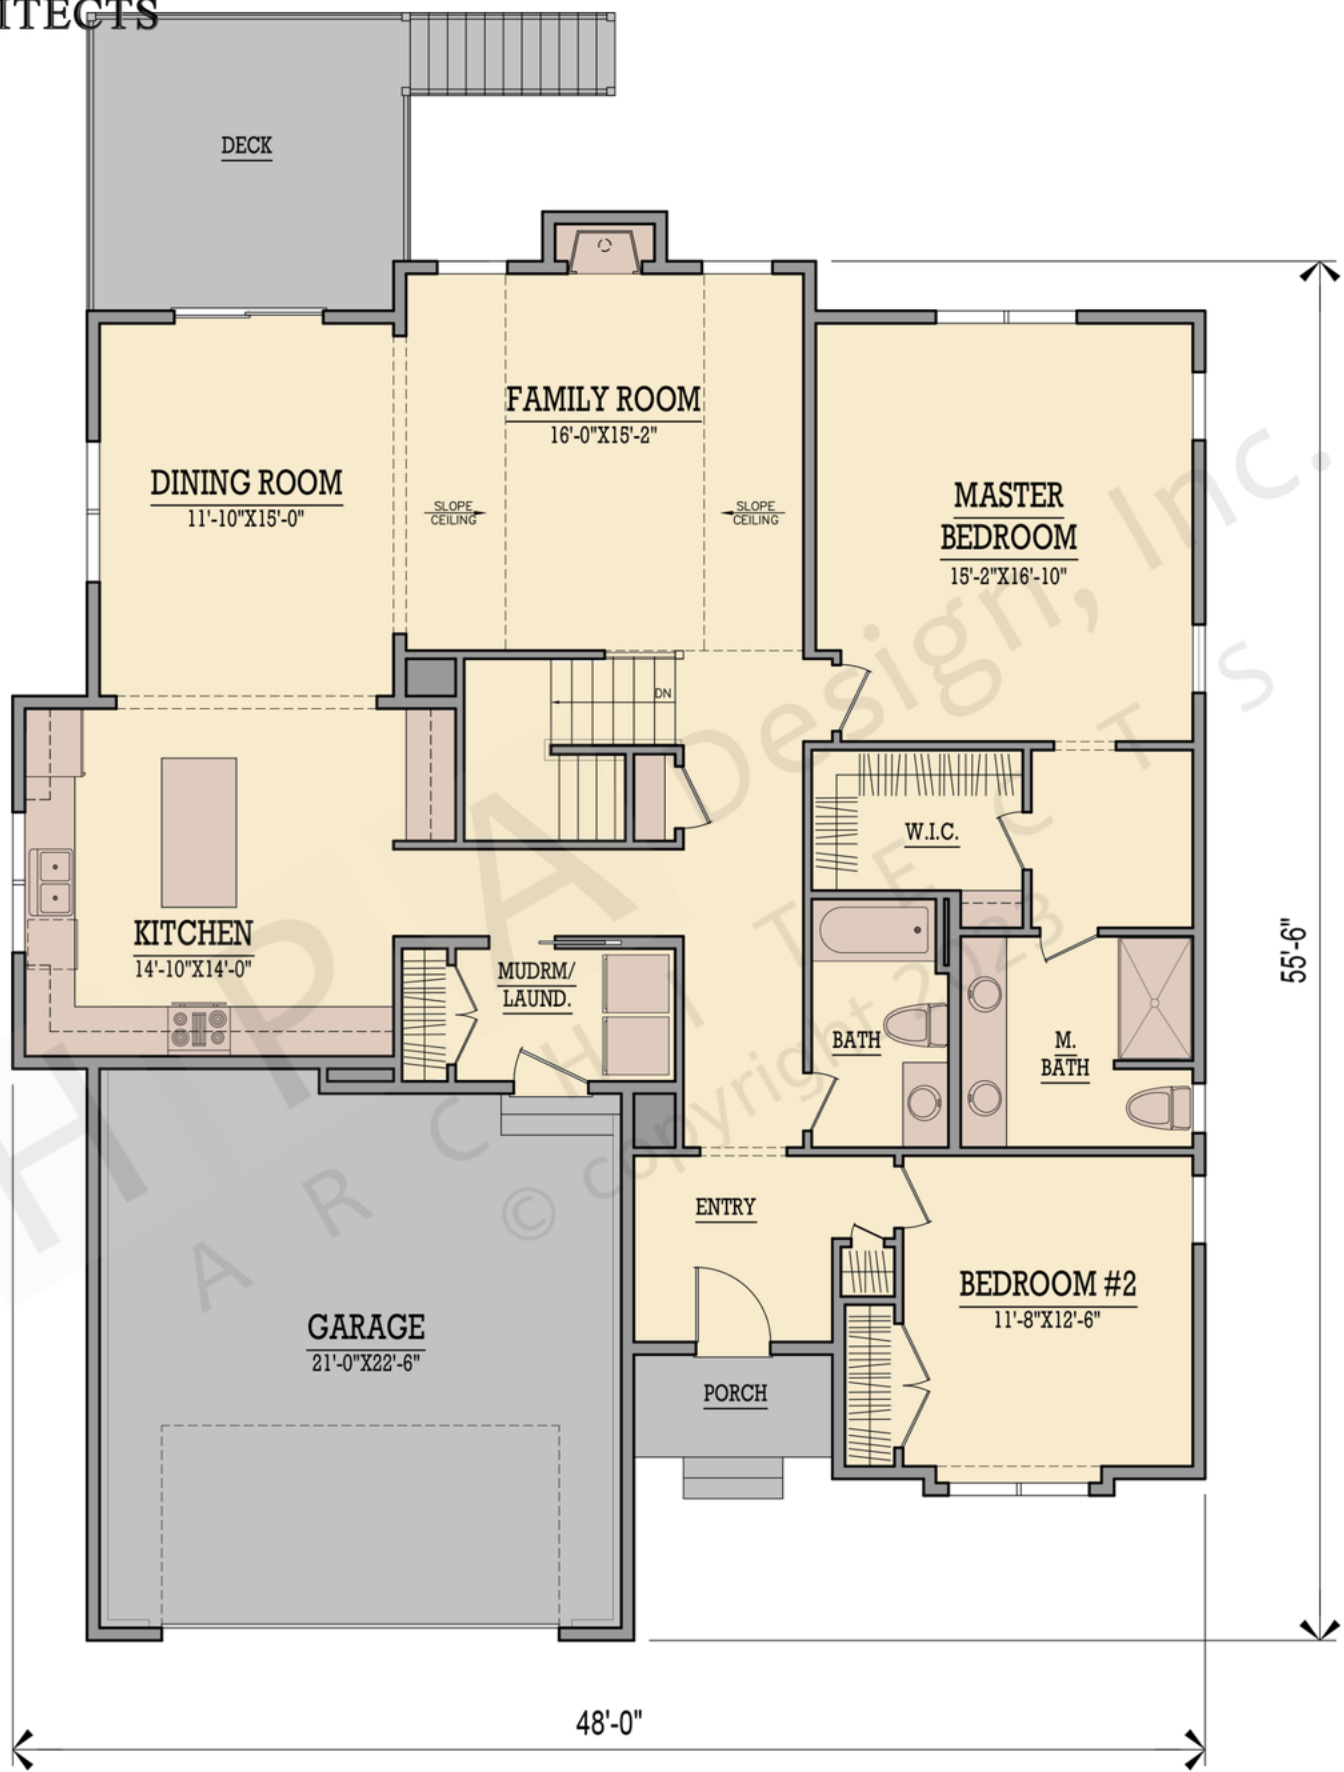 ITECTS
DECK
FAMILY ROOM
16'-0"X15'-2"
DINING ROOM
11'-10"X15'-0"
SLOPE
CEILING
SLOPE
CEILING
MASTER
BEDROOM
15'-2"X16'-10"
DN
W.I.C.
KITCHEN
14'-10"X14'-0"
MUDRM/
LAUND.
BATH
M.
BATH
55'-6"
ENTRY
BEDROOM #2
11'-8"X12'-6"
GARAGE
21'-0"X22'-6"
PORCH
48'-0"
HPA Design, Inc.
ARCHITECTS
© copyright 2023